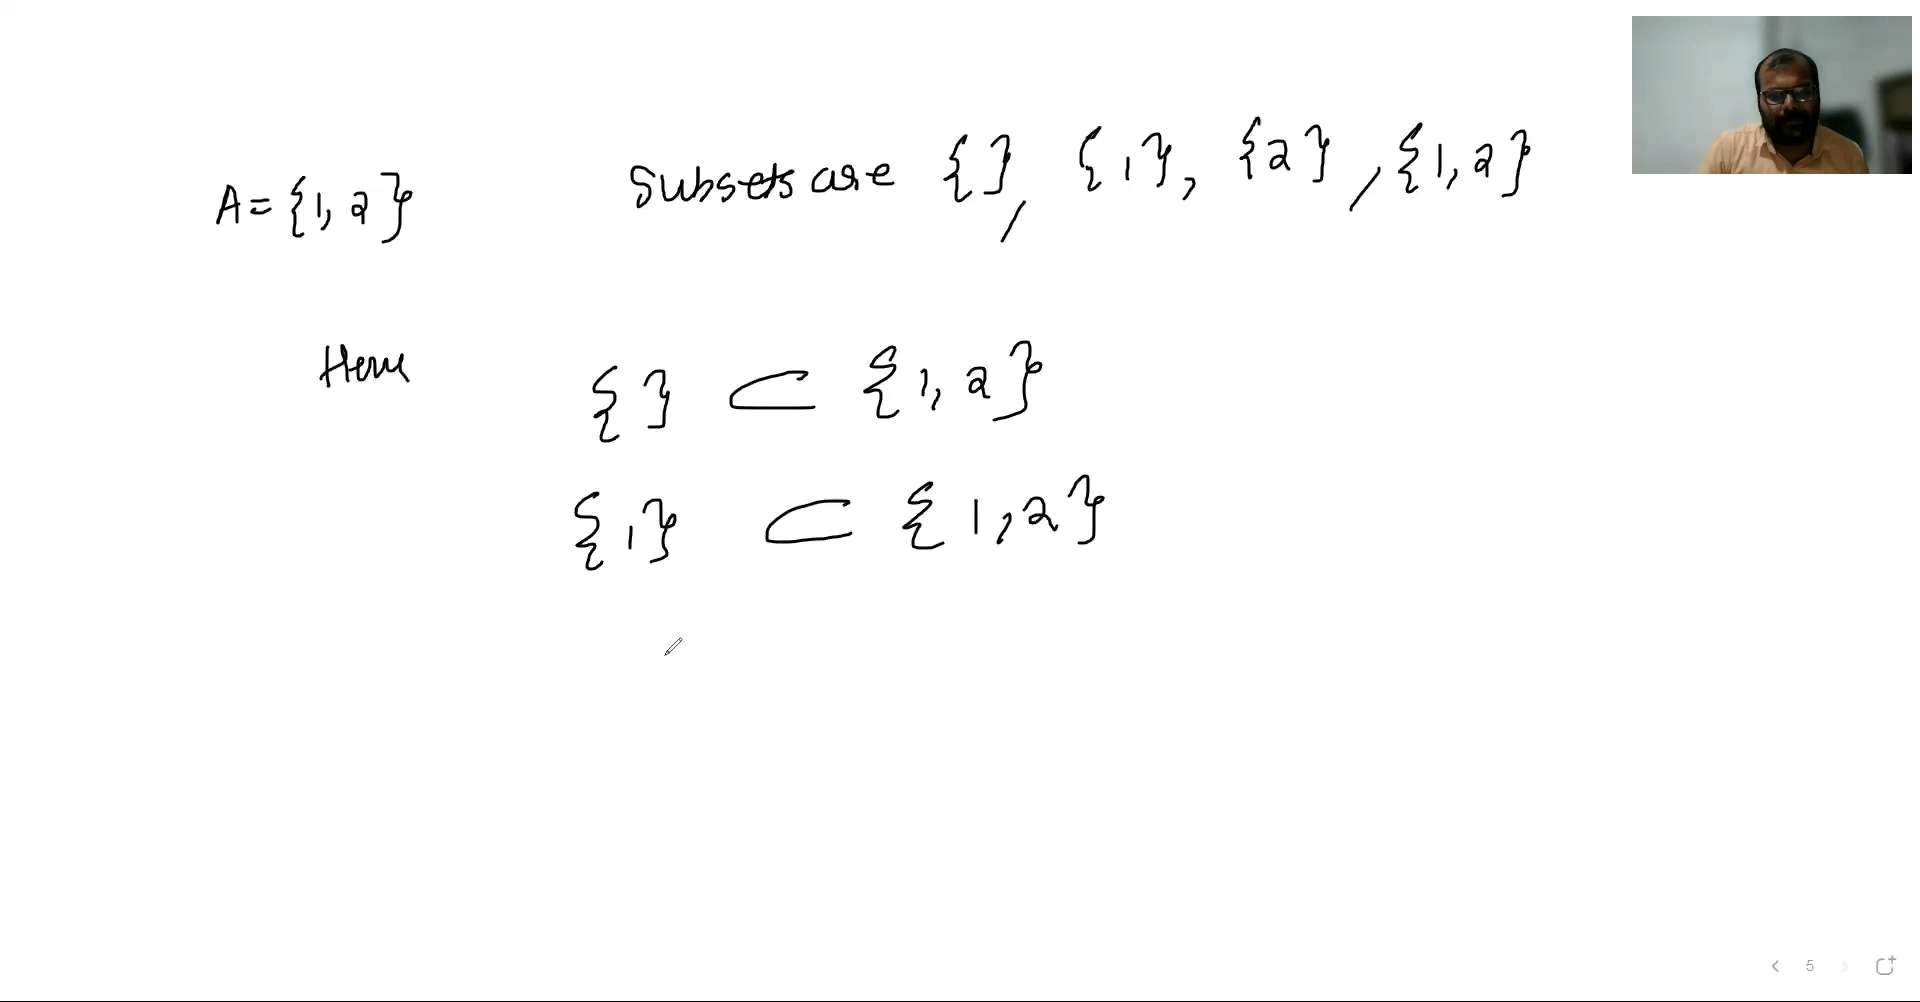 A = {1, 2} Subsets are { }, {1}, {2}, {1, 2}
Here { } ⊂ {1, 2}
{1} ⊂ {1, 2}
5